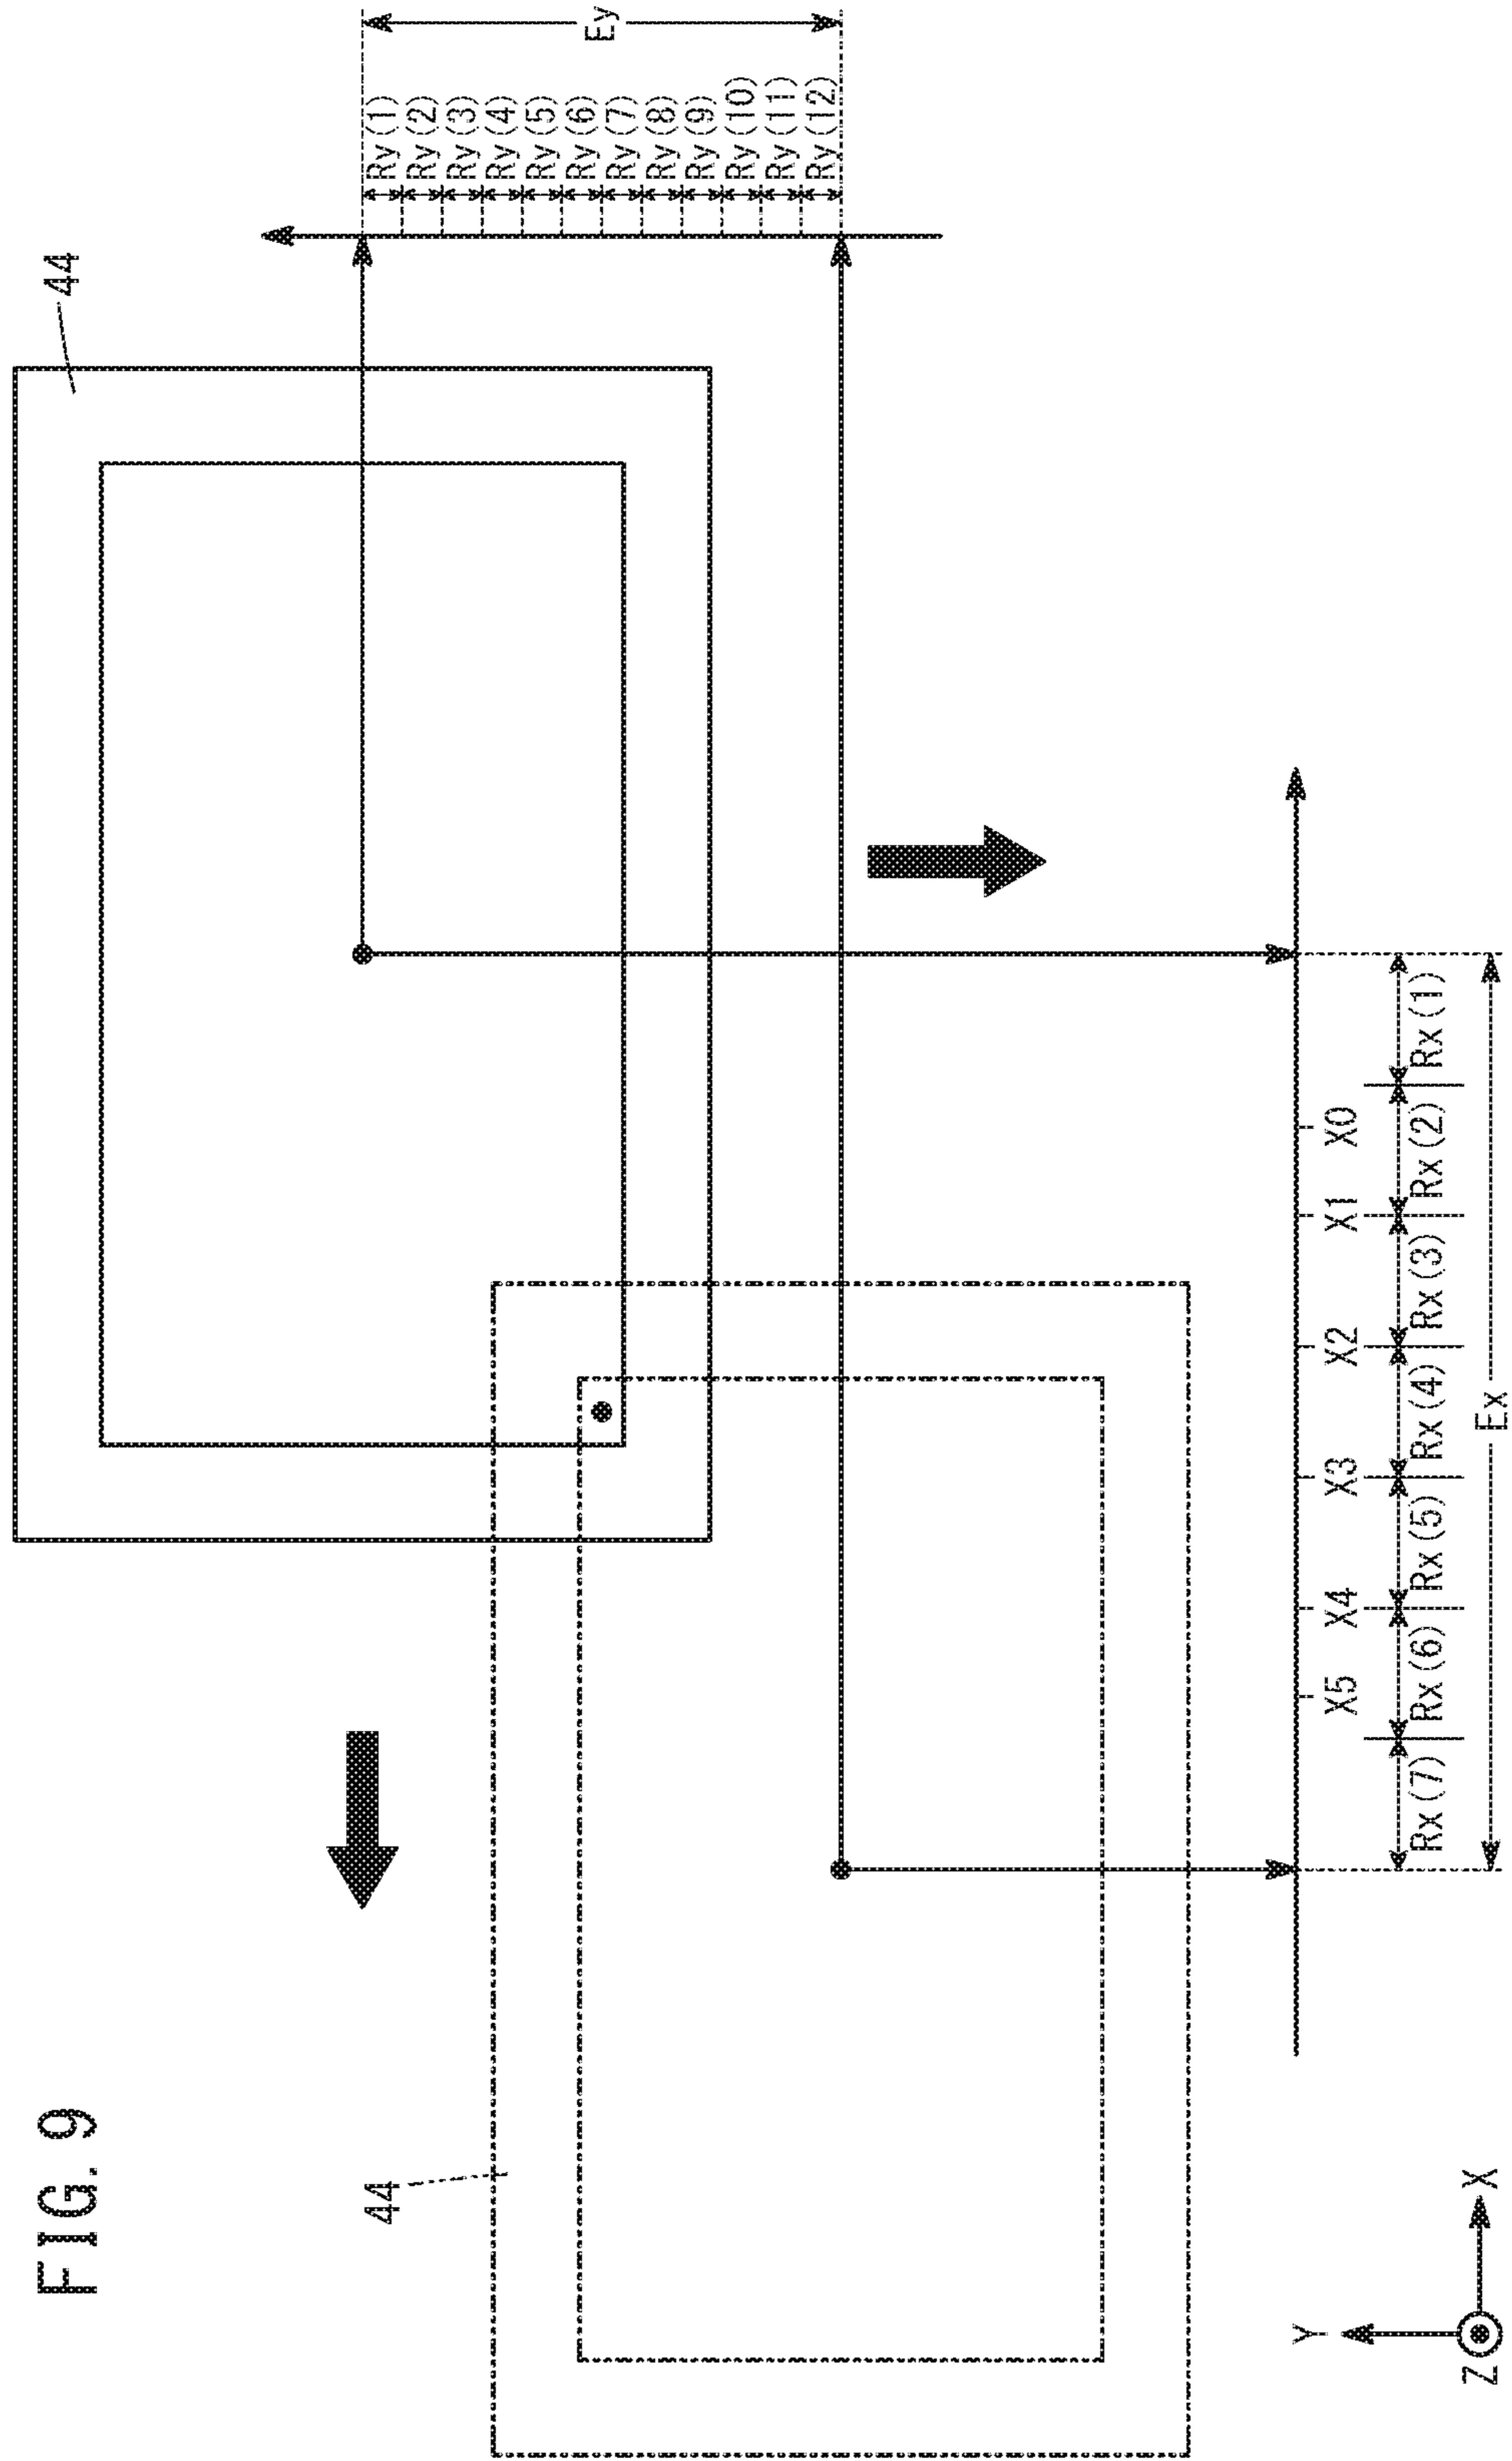 FIG. 9
44
44
Ry(1)
Ry(2)
Ry(3)
Ry(4)
Ry(5)
Ry(6)
Ry(7)
Ry(8)
Ry(9)
Ry(10)
Ry(11)
Ry(12)
Ey
X5 X4 X3 X2 X1 X0
Rx(7) Rx(6) Rx(5) Rx(4) Rx(3) Rx(2) Rx(1)
Ex
Y
Z X